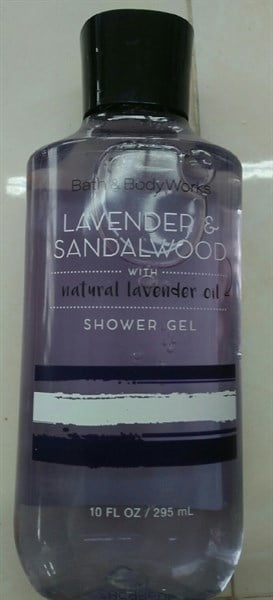 Bath & Body Works
LAVENDER &
SANDALWOOD
WITH
natural lavender oil
SHOWER GEL
10 FL OZ / 295 mL